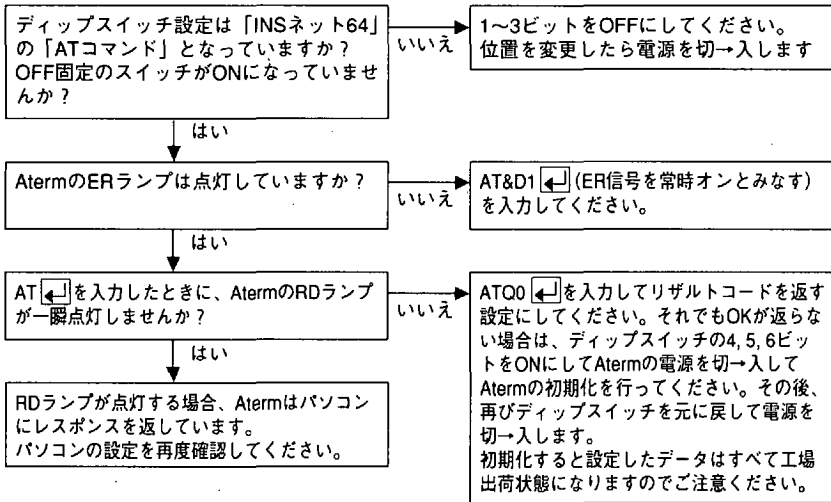 ディップスイッチ設定は「INSネット64」
の「ATコマンド」となっていますか？
OFF固定のスイッチがONになっていませ
んか？
いいえ
1～3ビットをOFFにしてください。
位置を変更したら電源を切→入します
はい
AtermのERランプは点灯していますか？
いいえ
AT&D1 ↵ (ER信号を常時オンとみなす)
を入力してください。
はい
AT ↵ を入力したときに、AtermのRDランプ
が一瞬点灯しませんか？
いいえ
ATQ0 ↵ を入力してリザルトコードを返す
設定にしてください。それでもOKが返らな
い場合は、ディップスイッチの4, 5, 6ビッ
トをONにしてAtermの電源を切→入して
Atermの初期化を行ってください。その後、
再びディップスイッチを元に戻して電源を
切→入します。
初期化すると設定したデータはすべて工場
出荷状態になりますのでご注意ください。
はい
RDランプが点灯する場合、Atermはパソコン
にレスポンスを返しています。
パソコンの設定を再度確認してください。